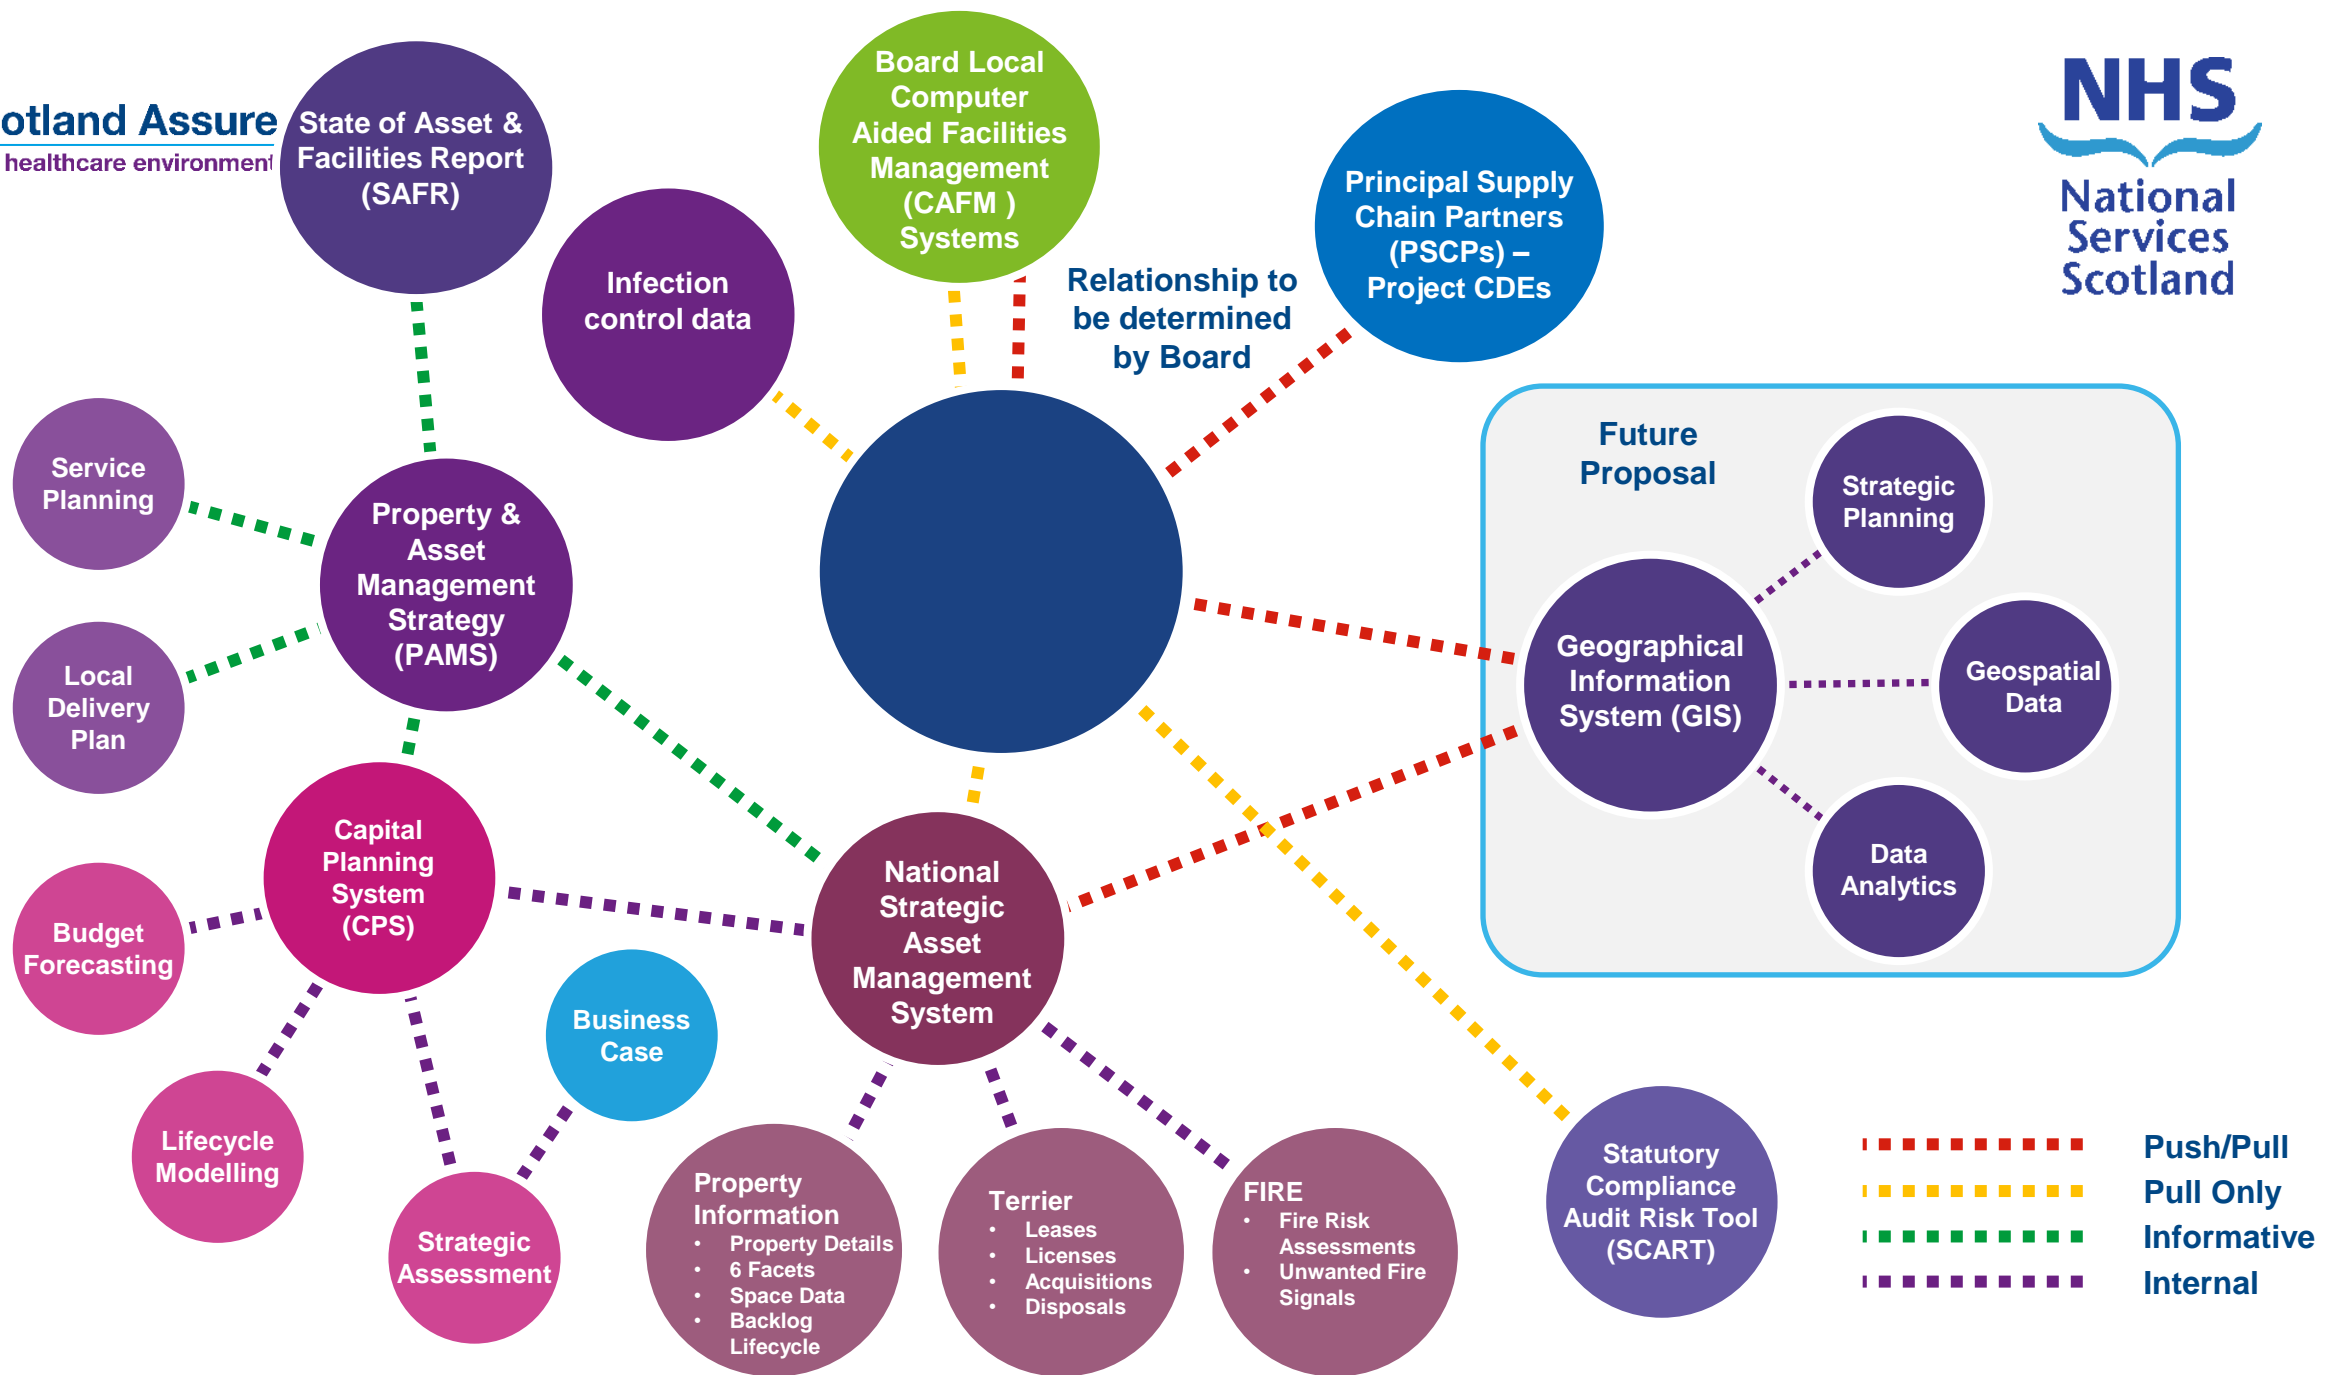 otland Assure
healthcare environment
State of Asset &
Facilities Report
(SAFR)
Infection
control data
Board Local
Computer
Aided Facilities
Management
(CAFM )
Systems
Relationship to
be determined
by Board
Principal Supply
Chain Partners
(PSCPs) –
Project CDEs
NHS
National
Services
Scotland
Service
Planning
Local
Delivery
Plan
Property &
Asset
Management
Strategy
(PAMS)
Future
Proposal
Strategic
Planning
Geographical
Information
System (GIS)
Geospatial
Data
Data
Analytics
Capital
Planning
System
(CPS)
Budget
Forecasting
Lifecycle
Modelling
Strategic
Assessment
Business
Case
National
Strategic
Asset
Management
System
Property
Information
• Property Details
• 6 Facets
• Space Data
• Backlog
Lifecycle
Terrier
• Leases
• Licenses
• Acquisitions
• Disposals
FIRE
• Fire Risk
Assessments
• Unwanted Fire
Signals
Statutory
Compliance
Audit Risk Tool
(SCART)
Push/Pull
Pull Only
Informative
Internal